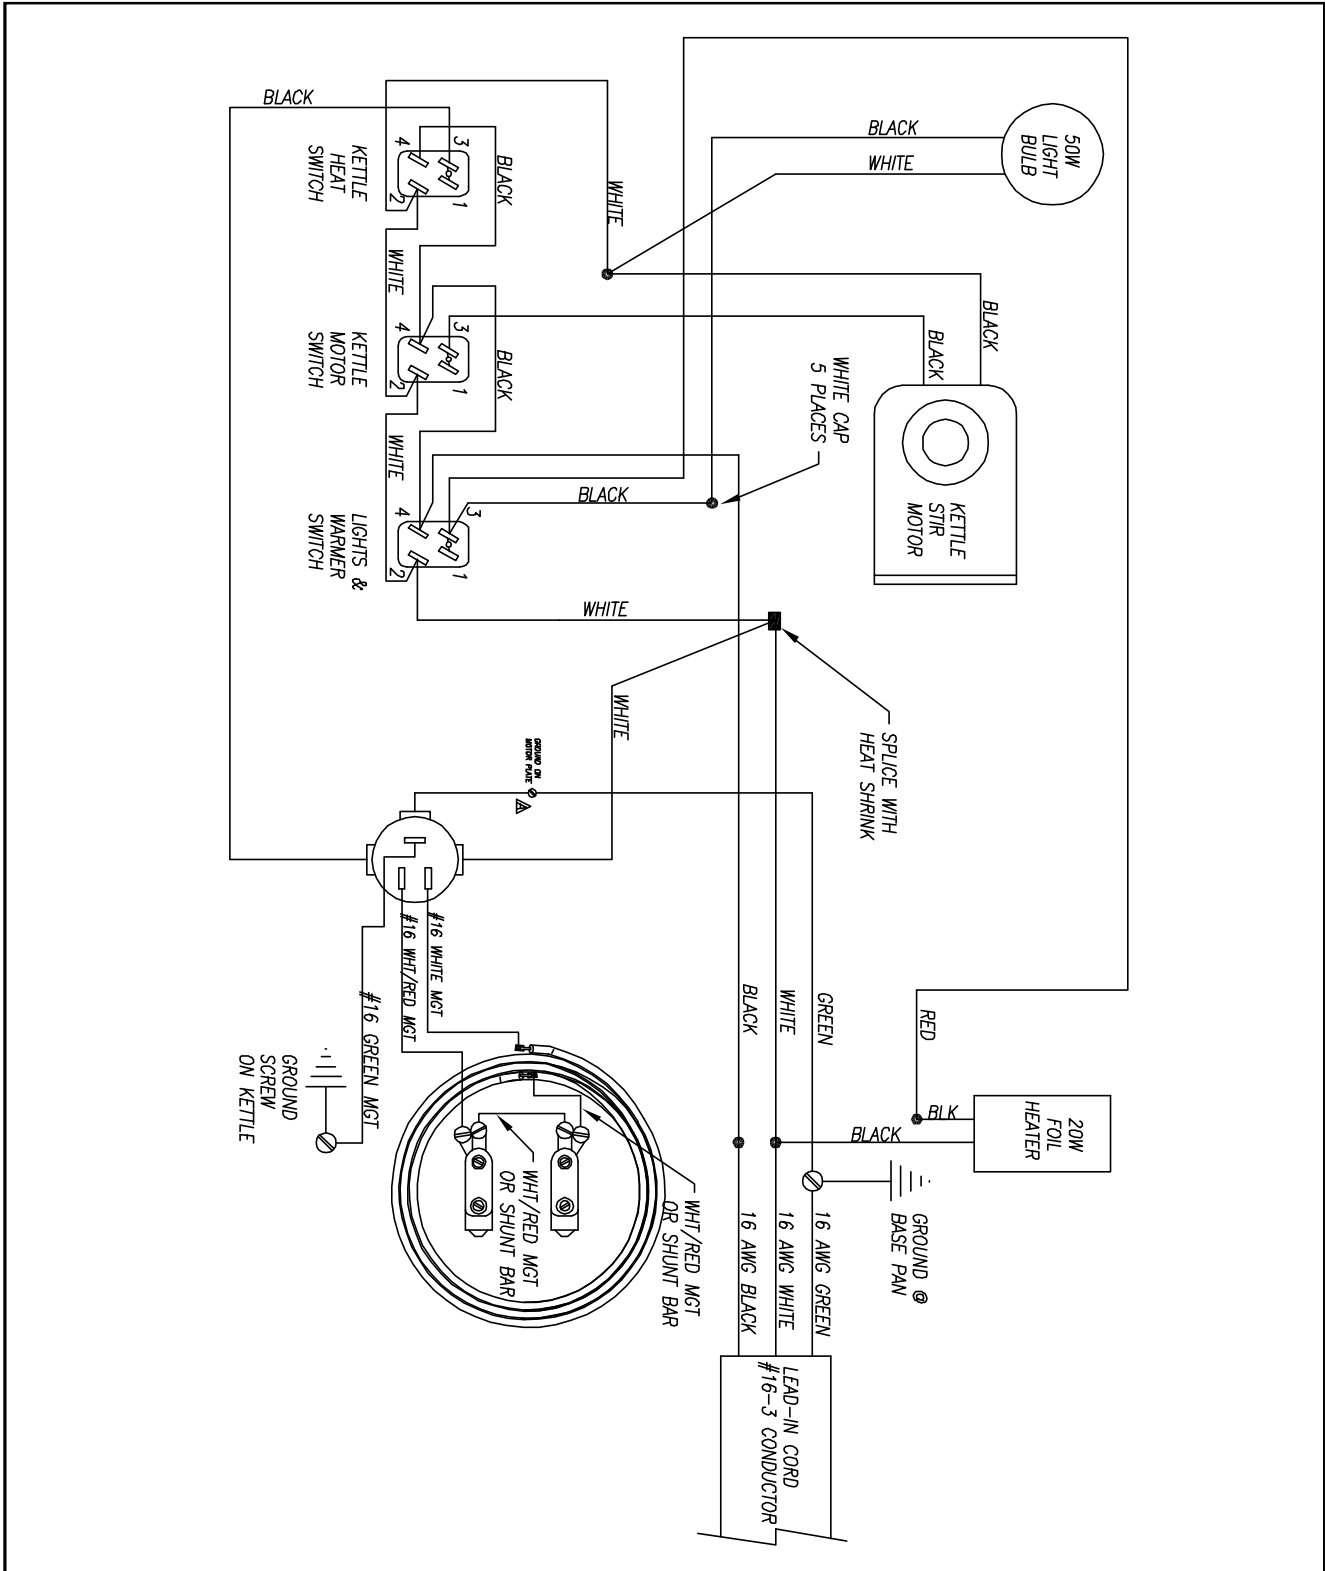 BLACK
KETTLE
HEAT
SWITCH
4
3
2
1
BLACK
WHITE
WHITE
BLACK
WHITE
50W
LIGHT
BULB
KETTLE
MOTOR
SWITCH
4
3
2
1
BLACK
WHITE
BLACK
BLACK
WHITE CAP
5 PLACES
KETTLE
STIR
MOTOR
LIGHTS &
WARMER
SWITCH
4
3
2
1
BLACK
WHITE
WHITE
SPLICE WITH
HEAT SHRINK
GROUND ON
MOTOR PLATE
A
#16 WHITE MGT
#16 WHT/RED MGT
#16 GREEN MGT
GROUND
SCREW
ON KETTLE
WHT/RED MGT
OR SHUNT BAR
WHT/RED MGT
OR SHUNT BAR
BLACK
WHITE
GREEN
RED
BLK
BLACK
20W
FOIL
HEATER
GROUND @
BASE PAN
16 AWG GREEN
16 AWG WHITE
16 AWG BLACK
LEAD-IN CORD
#16-3 CONDUCTOR